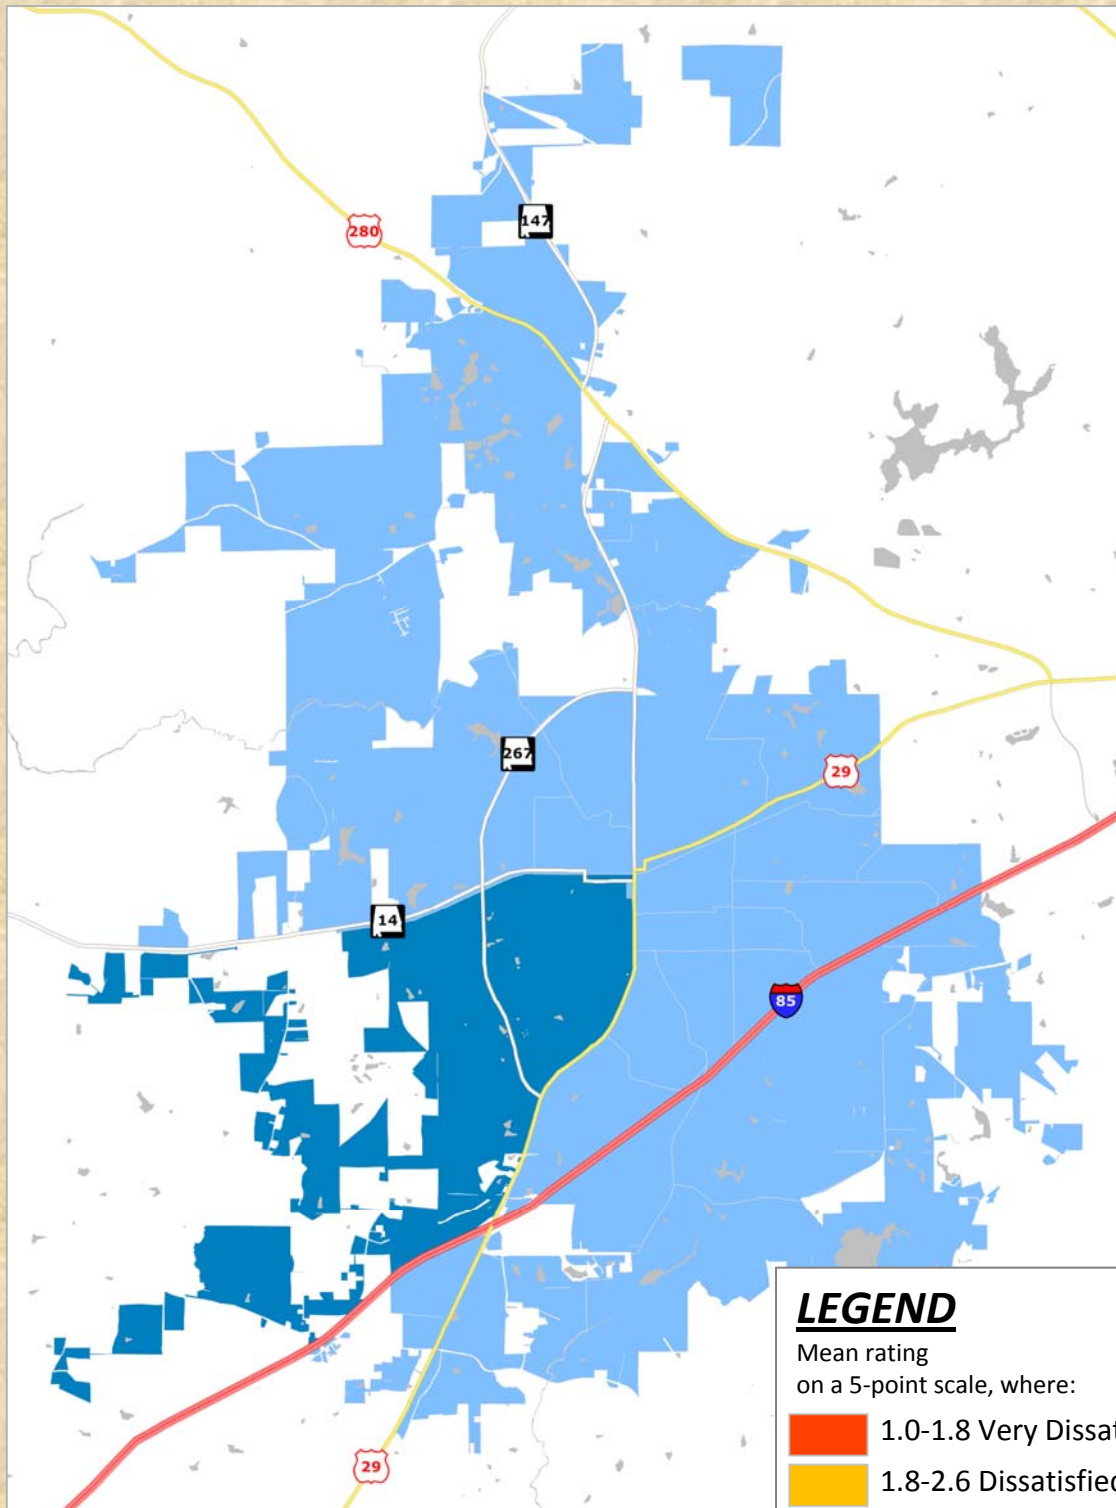 147
280
267
29
14
85
LEGEND
Mean rating
on a 5-point scale, where:
1.0-1.8 Very Dissat
1.8-2.6 Dissatisfied
29